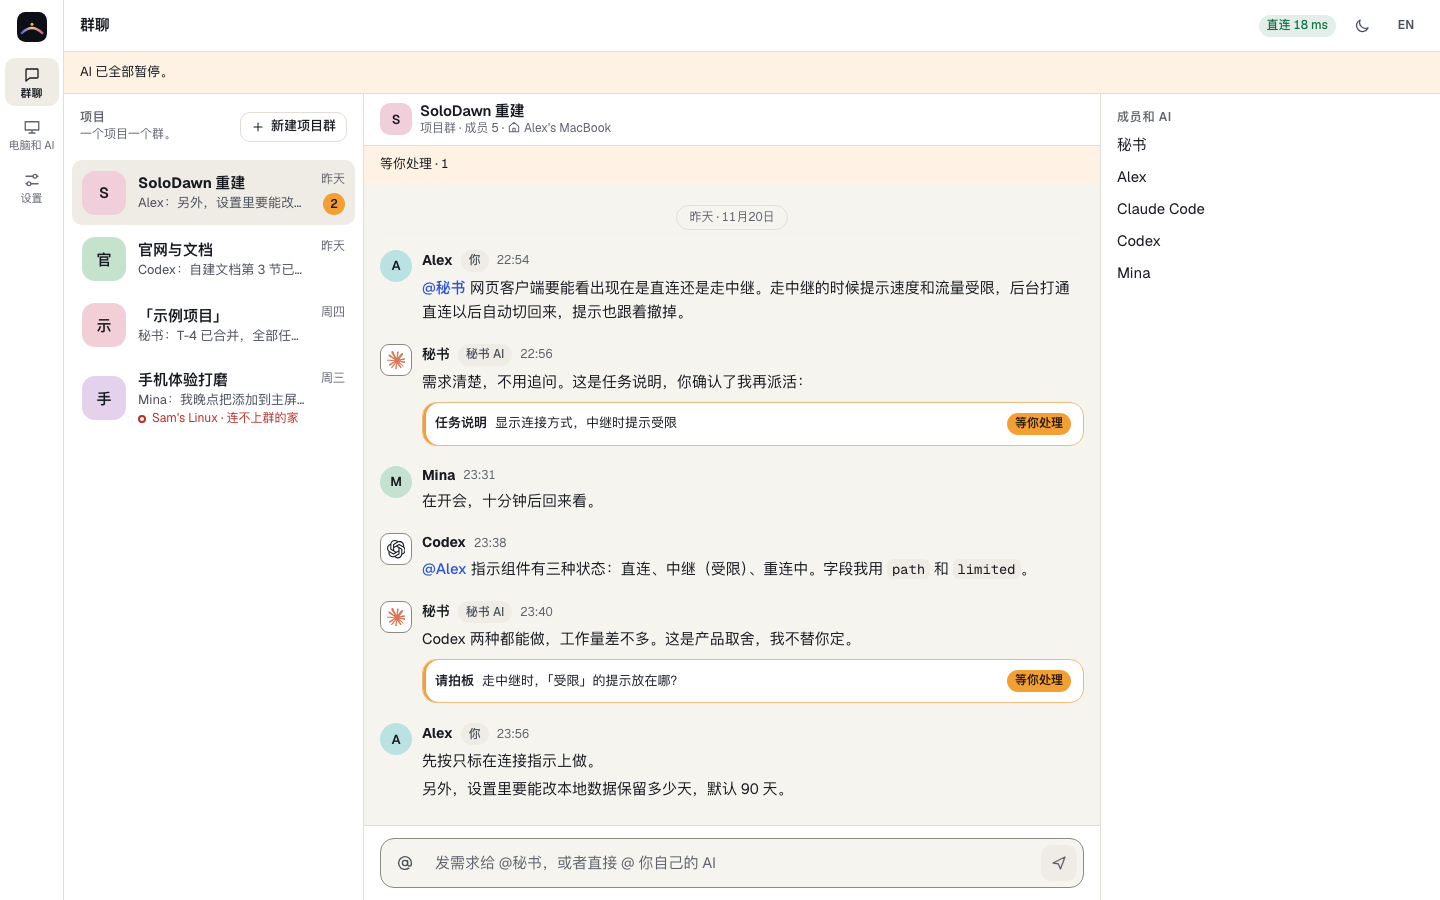 群聊
直连 18 ms
EN
AI 已全部暂停。
群聊
电脑和 AI
设置
项目
一个项目一个群。
新建项目群
S
SoloDawn 重建
昨天
Alex：另外，设置里要能改...
2
官
官网与文档
昨天
Codex：自建文档第 3 节已...
示
「示例项目」
周四
秘书：T-4 已合并，全部任...
手
手机体验打磨
周三
Mina：我晚点把添加到主屏...
Sam's Linux · 连不上群的家
S
SoloDawn 重建
项目群 · 成员 5 · Alex's MacBook
等你处理 · 1
昨天 · 11月20日
A
Alex 你 22:54
@秘书 网页客户端要能看出现在是直连还是走中继。走中继的时候提示速度和流量受限，后台打通
直连以后自动切回来，提示也跟着撤掉。
秘书 秘书 AI 22:56
需求清楚，不用追问。这是任务说明，你确认了我再派活：
任务说明 显示连接方式，中继时提示受限 等你处理
M
Mina 23:31
在开会，十分钟后回来看。
Codex 23:38
@Alex 指示组件有三种状态：直连、中继（受限）、重连中。字段我用 path 和 limited 。
秘书 秘书 AI 23:40
Codex 两种都能做，工作量差不多。这是产品取舍，我不替你定。
请拍板 走中继时，「受限」的提示放在哪？ 等你处理
A
Alex 你 23:56
先按只标在连接指示上做。
另外，设置里要能改本地数据保留多少天，默认 90 天。
@ 发需求给 @秘书，或者直接 @ 你自己的 AI
成员和 AI
秘书
Alex
Claude Code
Codex
Mina